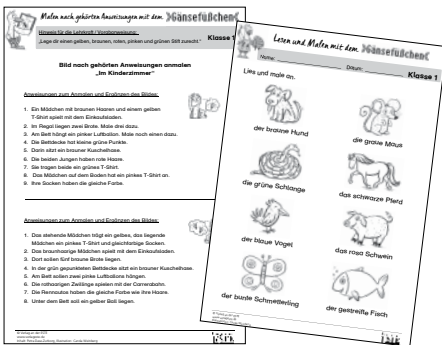 Malen nach gehörten Anweisungen mit dem Gänsefüßchen
Hinweis für die Lehrkraft / Vorabanweisung:
„Lege dir einen gelben, braunen, roten, pinken und grünen Stift zurecht."
Klasse 1
Bild nach gehörten Anweisungen anmalen
„Im Kinderzimmer"
Anweisungen zum Anmalen und Ergänzen des Bildes:
1. Ein Mädchen mit braunen Haaren und einem gelben
T-Shirt spielt mit dem Einkaufsladen.
2. Im Regal liegen zwei Brote. Male drei dazu.
3. Am Bett hängt ein pinker Luftballon. Male noch einen dazu.
4. Die Bettdecke hat kleine grüne Punkte.
5. Darin sitzt ein brauner Kuschelhase.
6. Die beiden Jungen haben rote Haare.
7. Sie tragen beide ein grünes T-Shirt.
8. Das Mädchen auf dem Boden hat ein pinkes T-Shirt an.
9. Ihre Socken haben die gleiche Farbe.
Anweisungen zum Anmalen und Ergänzen des Bildes:
1. Das stehende Mädchen trägt ein gelbes, das liegende
Mädchen ein pinkes T-Shirt und gleichfarbige Socken.
2. Das braunhaarige Mädchen spielt mit dem Einkaufsladen.
3. Dort sollen fünf braune Brote liegen.
4. In der grün gepunkteten Bettdecke sitzt ein brauner Kuschelhase.
5. Am Bett sollen zwei pinke Luftballons hängen.
6. Die rothaarigen Zwillinge spielen mit der Carrerabahn.
7. Die Rennautos haben die gleiche Farbe wie ihre Haare.
8. Unter dem Bett soll ein gelber Ball liegen.
Lesen und Malen mit dem Gänsefüßchen
Klasse 1
Name:
Datum:
Lies und male an.
der braune Hund
die graue Maus
die grüne Schlange
das schwarze Pferd
der blaue Vogel
das rosa Schwein
der bunte Schmetterling
der gestreifte Fisch